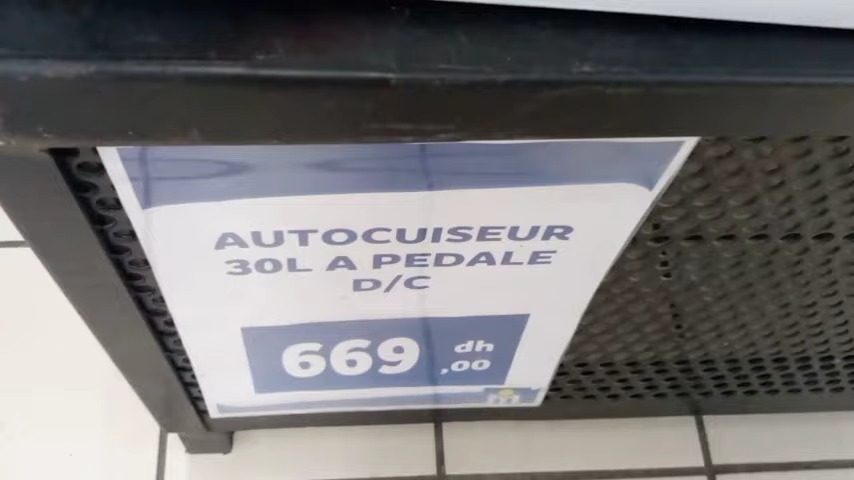 AUTOCUISEUR
30L A PEDALE
D/C
669 dh
,00